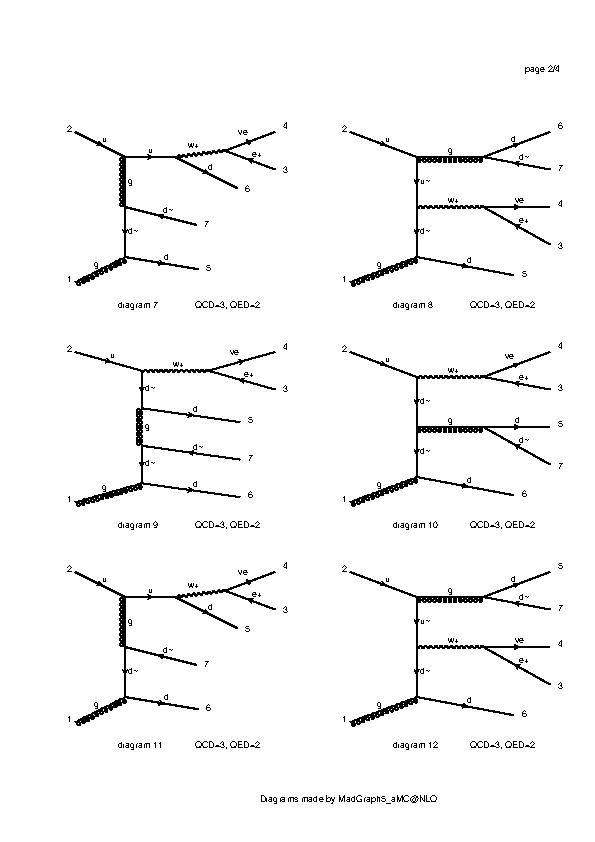 page 2/4
2 u u w+ ve 4
e+ 3
d 6
g
d~ 7
d~
g d 5
1
diagram 7 QCD=3, QED=2
2 u g d 6
d~ 7
u~
w+ ve 4
e+ 3
d~
g d 5
1
diagram 8 QCD=3, QED=2
2 u w+ ve 4
e+ 3
d~
d 5
g
d~ 7
d~
g d 6
1
diagram 9 QCD=3, QED=2
2 u w+ ve 4
e+ 3
d~
g d 5
d~ 7
d~
g d 6
1
diagram 10 QCD=3, QED=2
2 u u w+ ve 4
e+ 3
d 5
g
d~ 7
d~
g d 6
1
diagram 11 QCD=3, QED=2
2 u g d 5
d~ 7
u~
w+ ve 4
e+ 3
d~
g d 6
1
diagram 12 QCD=3, QED=2
Diagrams made by MadGraph5_aMC@NLO